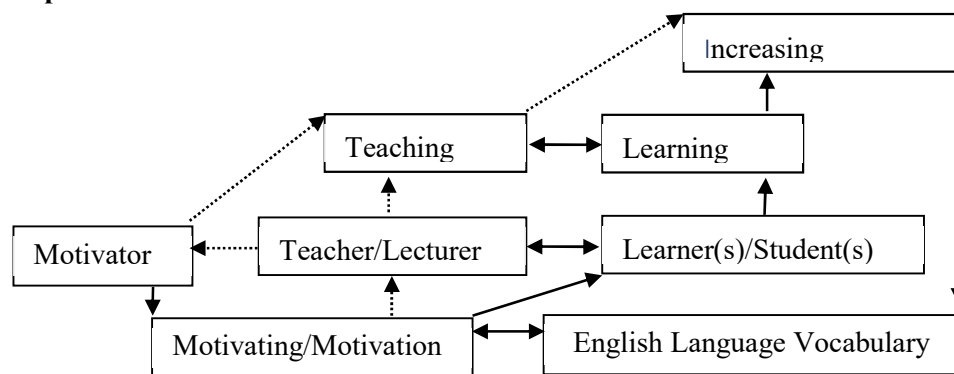 Increasing
Teaching
Learning
Motivator
Teacher/Lecturer
Learner(s)/Student(s)
Motivating/Motivation
English Language Vocabulary